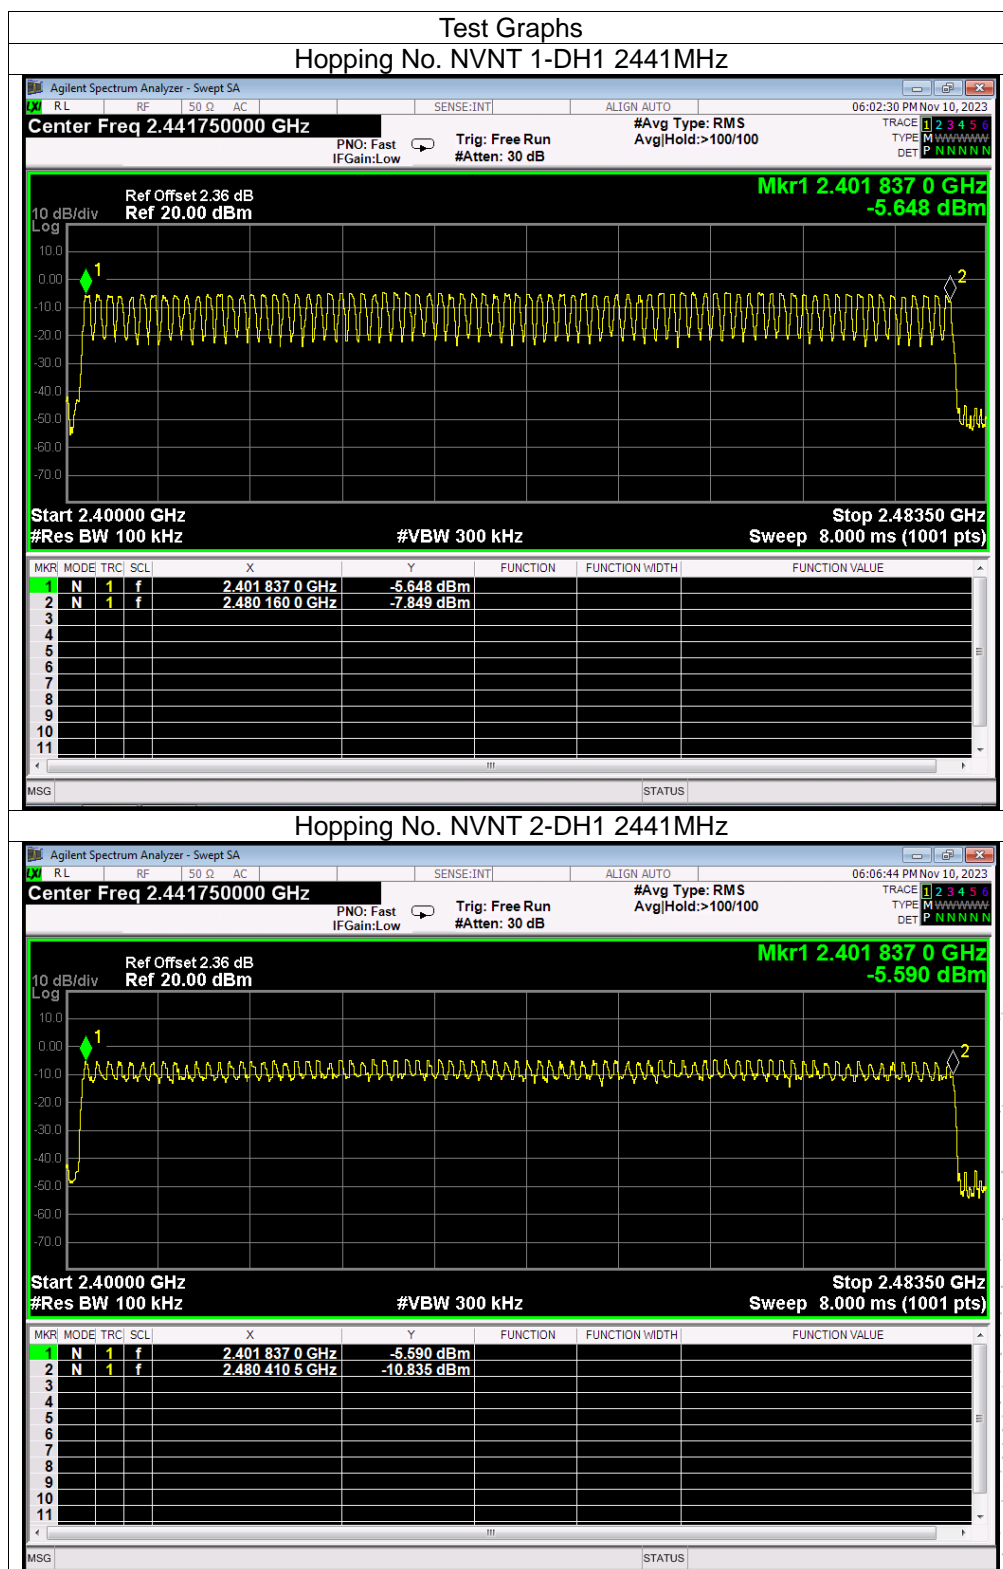 Test Graphs
Hopping No. NVNT 1-DH1 2441MHz
Agilent Spectrum Analyzer - Swept SA
LXI RL RF 50 Ω AC SENSE:INT ALIGN AUTO 06:02:30 PM Nov 10, 2023
Center Freq 2.441750000 GHz #Avg Type: RMS TRACE 1 2 3 4 5 6
PNO: Fast Trig: Free Run Avg|Hold:>100/100 TYPE M WWWWW
IFGain:Low #Atten: 30 dB DET P N N N N N
Mkr1 2.401 837 0 GHz
Ref Offset 2.36 dB
10 dB/div Ref 20.00 dBm -5.648 dBm
Log
10.0
1 2
0.00
-10.0
-20.0
-30.0
-40.0
-50.0
-60.0
-70.0
Start 2.40000 GHz Stop 2.48350 GHz
#Res BW 100 kHz #VBW 300 kHz Sweep 8.000 ms (1001 pts)
MKR MODE TRC SCL X Y FUNCTION FUNCTION WIDTH FUNCTION VALUE
1 N 1 f 2.401 837 0 GHz -5.648 dBm
2 N 1 f 2.480 160 0 GHz -7.849 dBm
3
4
5
6
7
8
9
10
11
MSG STATUS
Hopping No. NVNT 2-DH1 2441MHz
Agilent Spectrum Analyzer - Swept SA
LXI RL RF 50 Ω AC SENSE:INT ALIGN AUTO 06:06:44 PM Nov 10, 2023
Center Freq 2.441750000 GHz #Avg Type: RMS TRACE 1 2 3 4 5 6
PNO: Fast Trig: Free Run Avg|Hold:>100/100 TYPE M WWWWW
IFGain:Low #Atten: 30 dB DET P N N N N N
Mkr1 2.401 837 0 GHz
Ref Offset 2.36 dB
10 dB/div Ref 20.00 dBm -5.590 dBm
Log
10.0
1 2
0.00
-10.0
-20.0
-30.0
-40.0
-50.0
-60.0
-70.0
Start 2.40000 GHz Stop 2.48350 GHz
#Res BW 100 kHz #VBW 300 kHz Sweep 8.000 ms (1001 pts)
MKR MODE TRC SCL X Y FUNCTION FUNCTION WIDTH FUNCTION VALUE
1 N 1 f 2.401 837 0 GHz -5.590 dBm
2 N 1 f 2.480 410 5 GHz -10.835 dBm
3
4
5
6
7
8
9
10
11
MSG STATUS